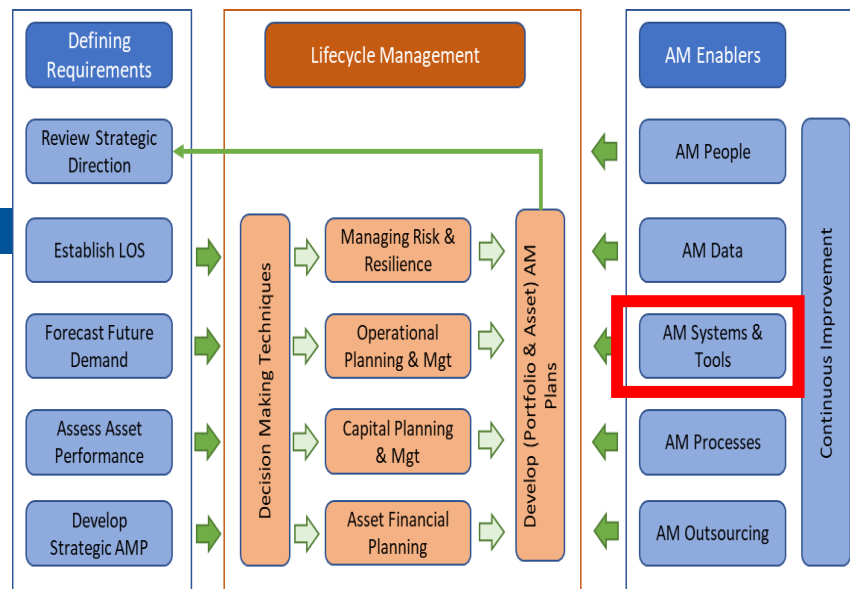 Defining
Requirements
Review Strategic
Direction
Establish LOS
Forecast Future
Demand
Assess Asset
Performance
Develop
Strategic AMP
Lifecycle Management
Decision Making Techniques
Managing Risk &
Resilience
Operational
Planning & Mgt
Capital Planning
& Mgt
Asset Financial
Planning
Develop (Portfolio & Asset) AM
Plans
AM Enablers
AM People
AM Data
AM Systems &
Tools
AM Processes
AM Outsourcing
Continuous Improvement